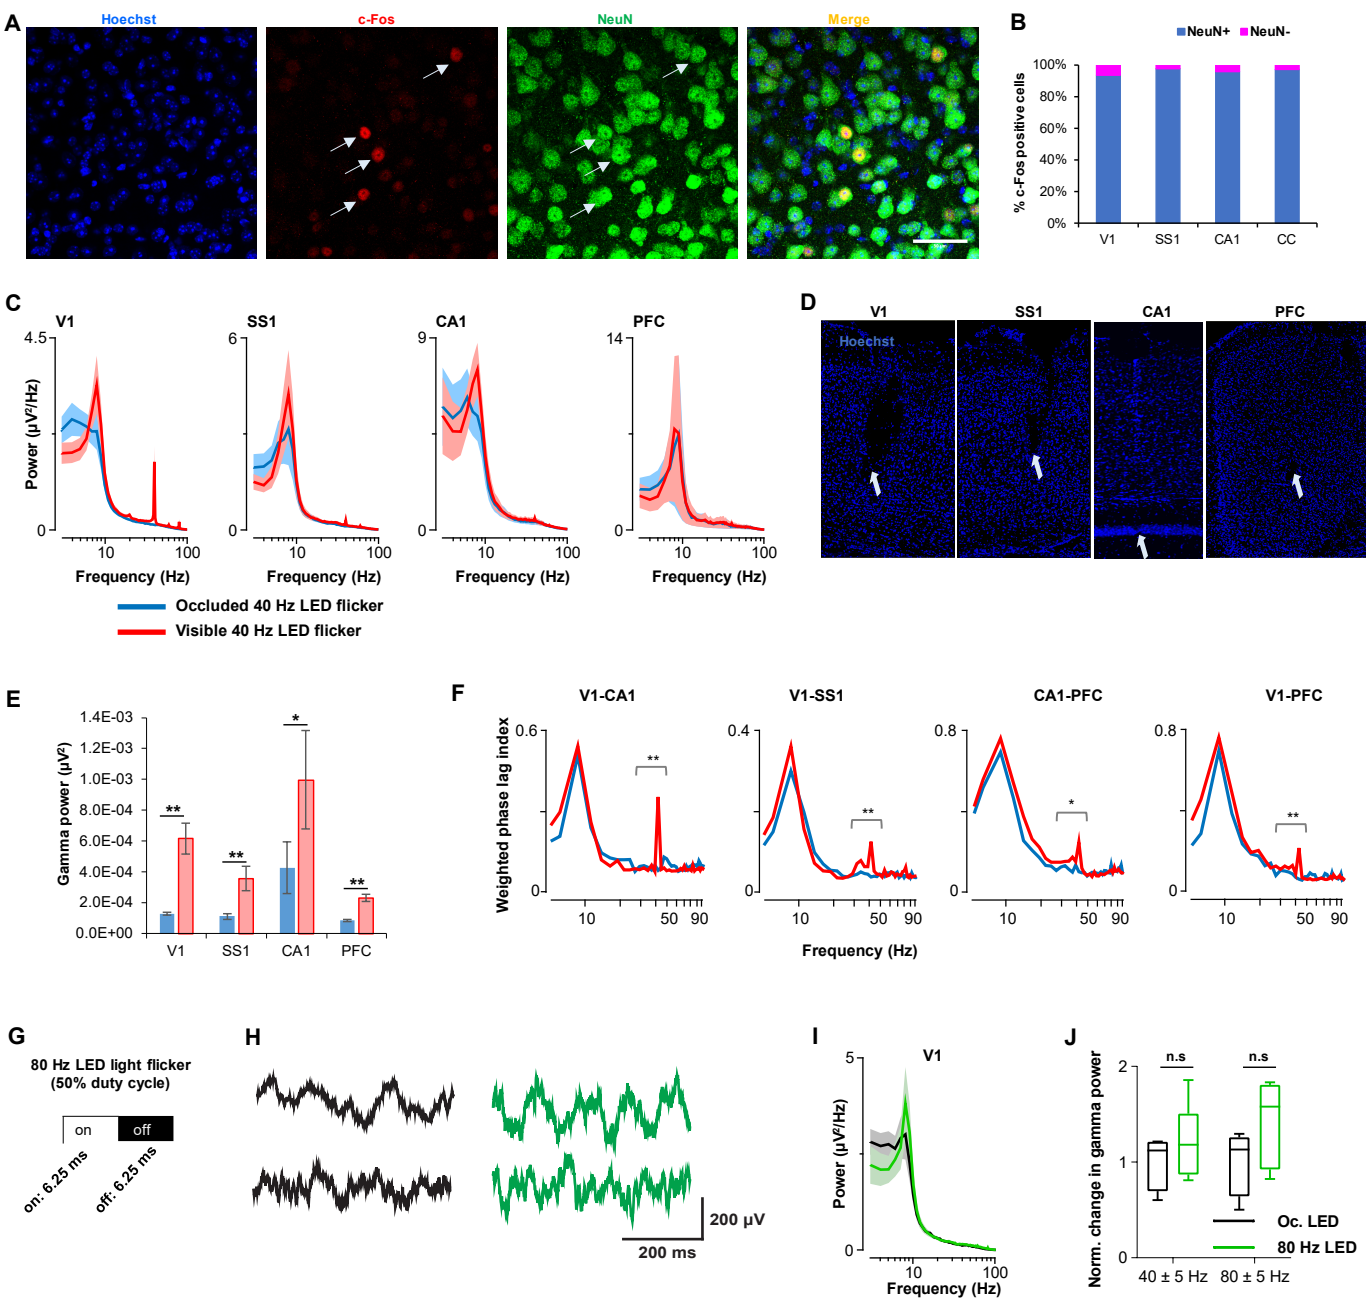 A
Hoechst
c-Fos
NeuN
Merge
B
NeuN+
NeuN-
% c-Fos positive cells
100%
80%
60%
40%
20%
0%
V1
SS1
CA1
CC
C
V1
SS1
CA1
PFC
Power (µV²/Hz)
4.5
0
6
0
9
0
14
0
10
100
10
100
10
100
10
100
Frequency (Hz)
Frequency (Hz)
Frequency (Hz)
Frequency (Hz)
Occluded 40 Hz LED flicker
Visible 40 Hz LED flicker
D
V1
SS1
CA1
PFC
Hoechst
E
Gamma power (µV²)
1.4E-03
1.2E-03
1.0E-03
8.0E-04
6.0E-04
4.0E-04
2.0E-04
0.0E+00
**
**
*
**
V1
SS1
CA1
PFC
F
V1-CA1
V1-SS1
CA1-PFC
V1-PFC
Weighted phase lag index
0.6
0
0.4
0
0.8
0
0.8
0
**
**
*
**
10
50
90
10
50
90
10
50
90
10
50
90
Frequency (Hz)
G
80 Hz LED light flicker
(50% duty cycle)
on
off
on: 6.25 ms
off: 6.25 ms
H
200 µV
200 ms
I
V1
Power (µV²/Hz)
5
0
10
100
Frequency (Hz)
J
Norm. change in gamma power
2
1
0
n.s
n.s
Oc. LED
80 Hz LED
40 ± 5 Hz
80 ± 5 Hz